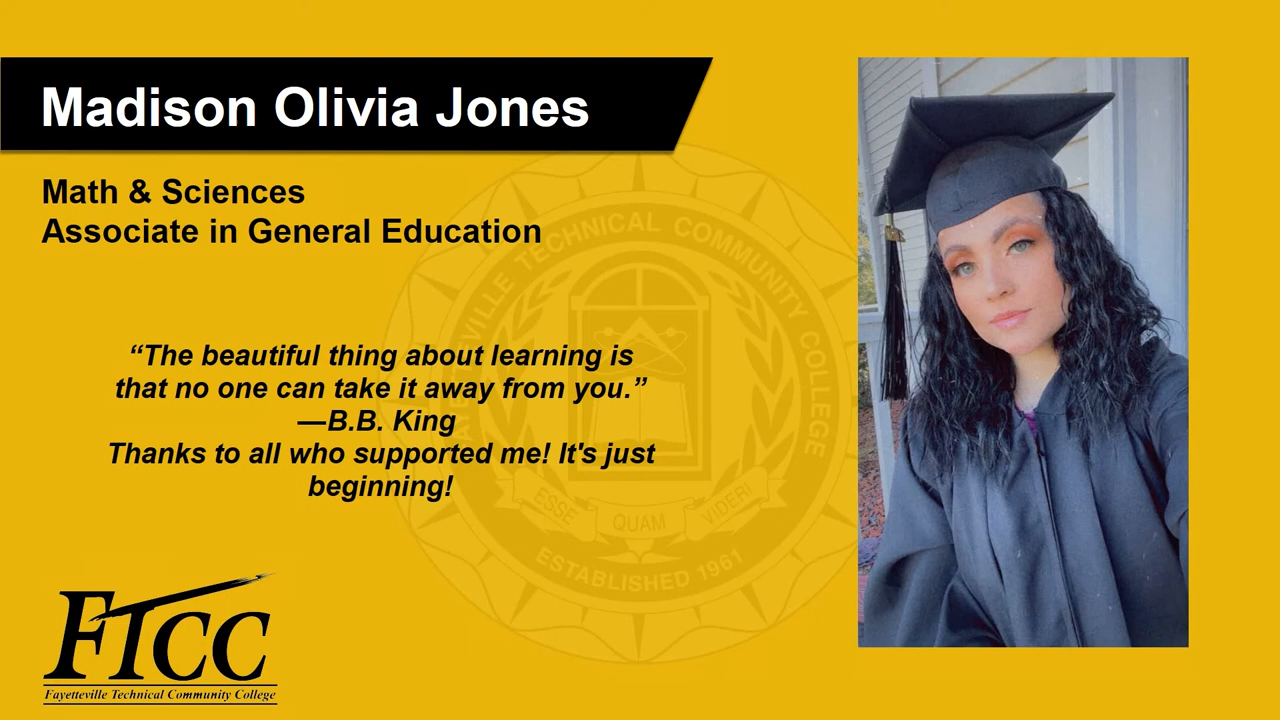 Madison Olivia Jones
Math & Sciences
Associate in General Education
“The beautiful thing about learning is
that no one can take it away from you.”
—B.B. King
Thanks to all who supported me! It's just
beginning!
FAYETTEVILLE TECHNICAL COMMUNITY COLLEGE
ESSE QUAM VIDERI
ESTABLISHED 1961
FTCC
Fayetteville Technical Community College